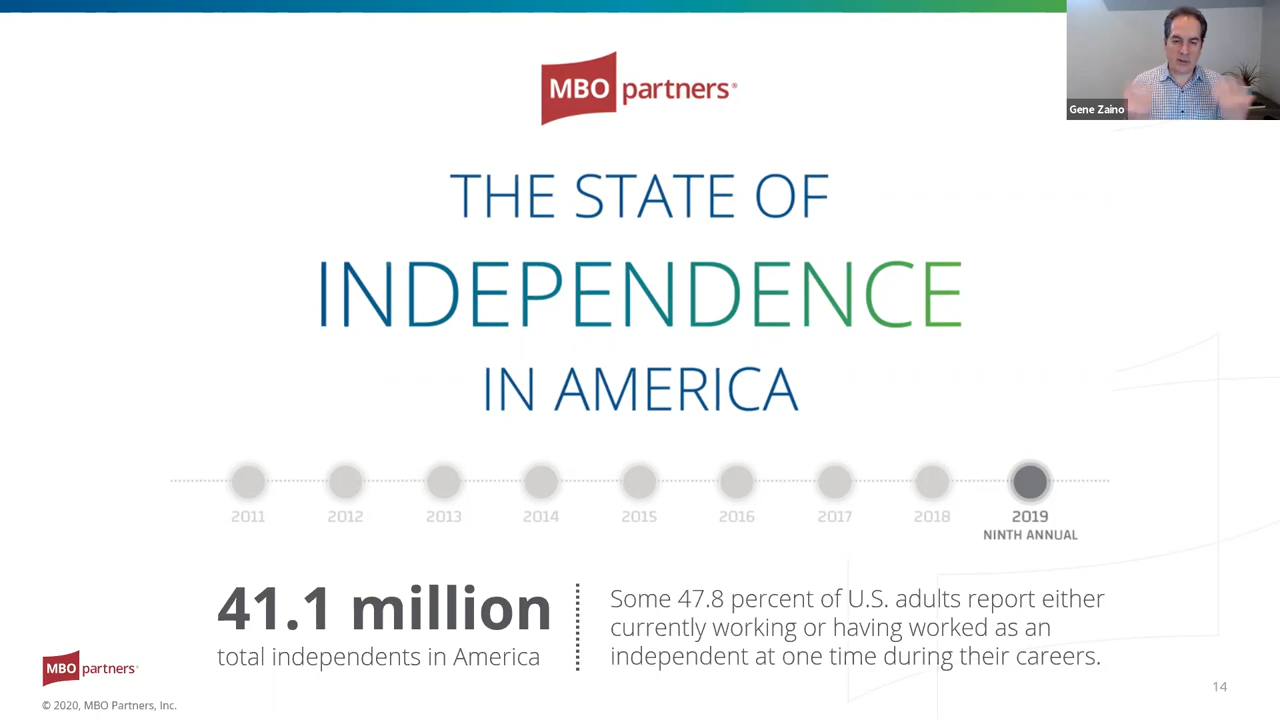 Gene Zaino
MBO partners®
THE STATE OF
INDEPENDENCE
IN AMERICA
2011 2012 2013 2014 2015 2016 2017 2018 2019
NINTH ANNUAL
41.1 million
total independents in America
Some 47.8 percent of U.S. adults report either
currently working or having worked as an
independent at one time during their careers.
MBO partners®
© 2020, MBO Partners, Inc.
14